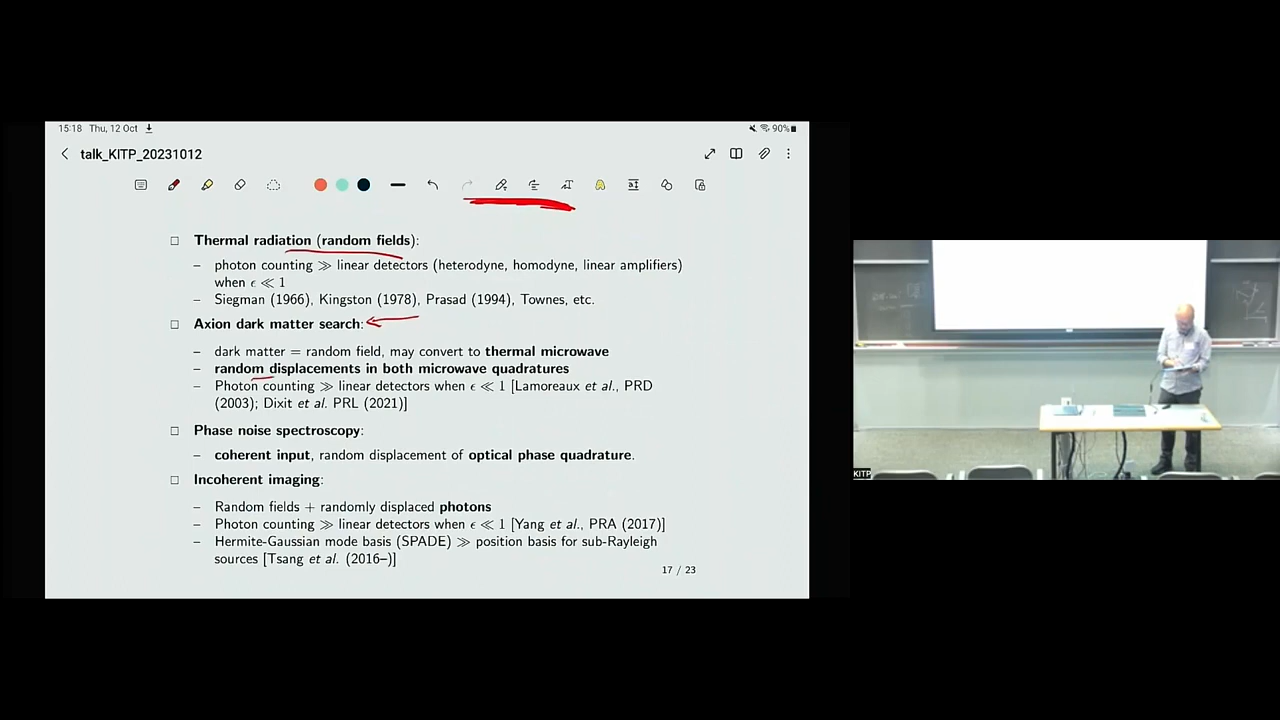 15:18 Thu, 12 Oct
90%
talk_KITP_20231012
Thermal radiation (random fields):
– photon counting ≫ linear detectors (heterodyne, homodyne, linear amplifiers)
when ϵ ≪ 1
– Siegman (1966), Kingston (1978), Prasad (1994), Townes, etc.
Axion dark matter search:
– dark matter = random field, may convert to thermal microwave
– random displacements in both microwave quadratures
– Photon counting ≫ linear detectors when ϵ ≪ 1 [Lamoreaux et al., PRD
(2003); Dixit et al. PRL (2021)]
Phase noise spectroscopy:
– coherent input, random displacement of optical phase quadrature.
Incoherent imaging:
– Random fields + randomly displaced photons
– Photon counting ≫ linear detectors when ϵ ≪ 1 [Yang et al., PRA (2017)]
– Hermite-Gaussian mode basis (SPADE) ≫ position basis for sub-Rayleigh
sources [Tsang et al. (2016–)]
17 / 23
KITP